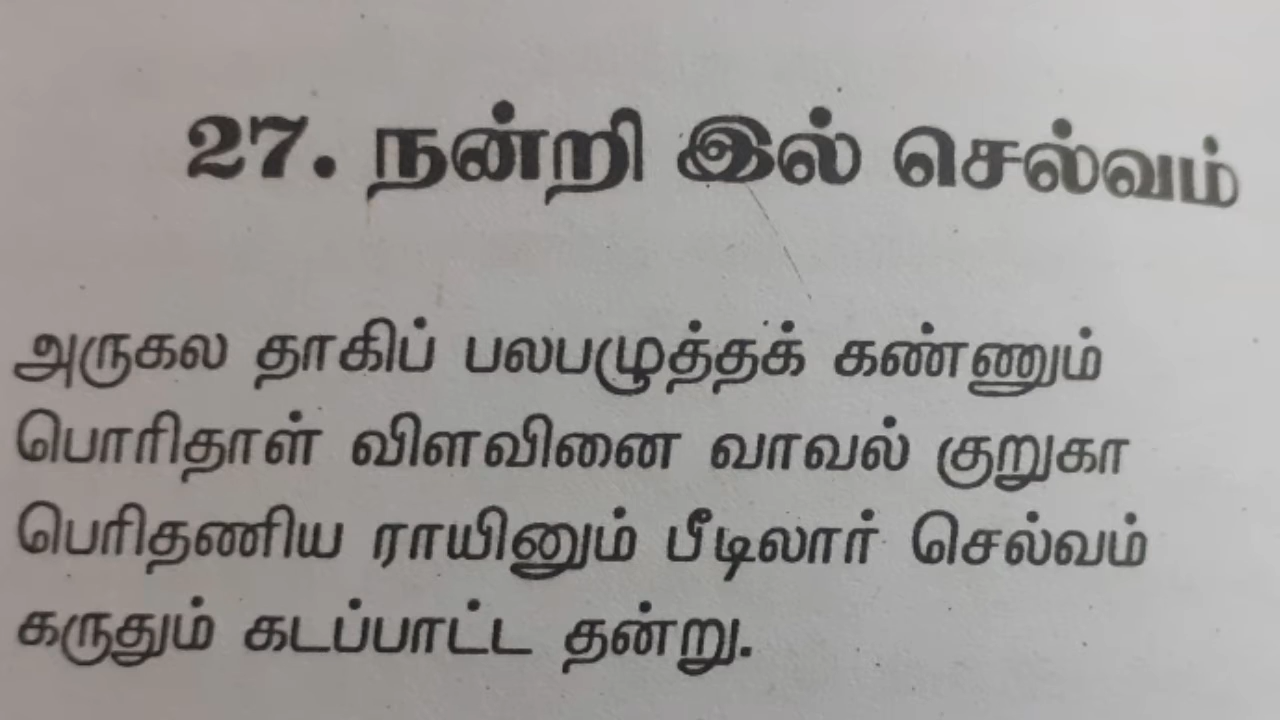 27. நன்றி இல் செல்வம்
அருகல தாகிப் பலபழுத்தக் கண்ணும்
பொரிதாள் விளவினை வாவல் குறுகா
பெரிதணிய ராயினும் பீடிலார் செல்வம்
கருதும் கடப்பாட்ட தன்று.